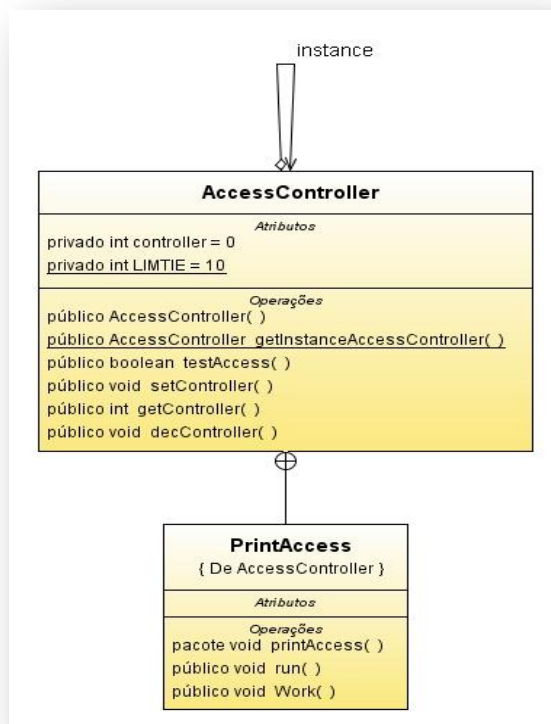 instance
AccessController
Atributos
privado int controller = 0
privado int LIMTIE = 10
Operações
público AccessController( )
público AccessController getInstanceAccessController( )
público boolean testAccess( )
público void setController( )
público int getController( )
público void decController( )
PrintAccess
{ De AccessController }
Atributos
Operações
pacote void printAccess( )
público void run( )
público void Work( )